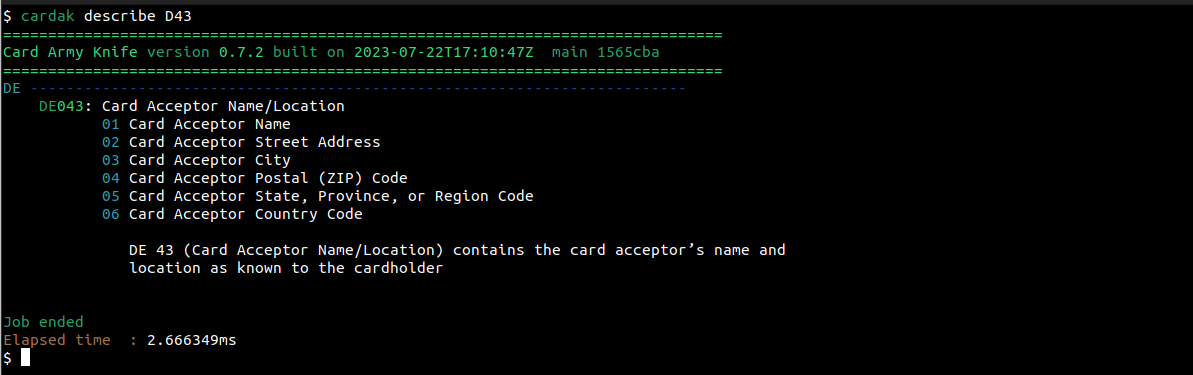 $ cardak describe D43
================================================================================
Card Army Knife version 0.7.2 built on 2023-07-22T17:10:47Z  main 1565cba
================================================================================
DE -------------------------------------------------------------------------
    DE043: Card Acceptor Name/Location
           01 Card Acceptor Name
           02 Card Acceptor Street Address
           03 Card Acceptor City
           04 Card Acceptor Postal (ZIP) Code
           05 Card Acceptor State, Province, or Region Code
           06 Card Acceptor Country Code
              DE 43 (Card Acceptor Name/Location) contains the card acceptor’s name and
              location as known to the cardholder
Job ended
Elapsed time  : 2.666349ms
$